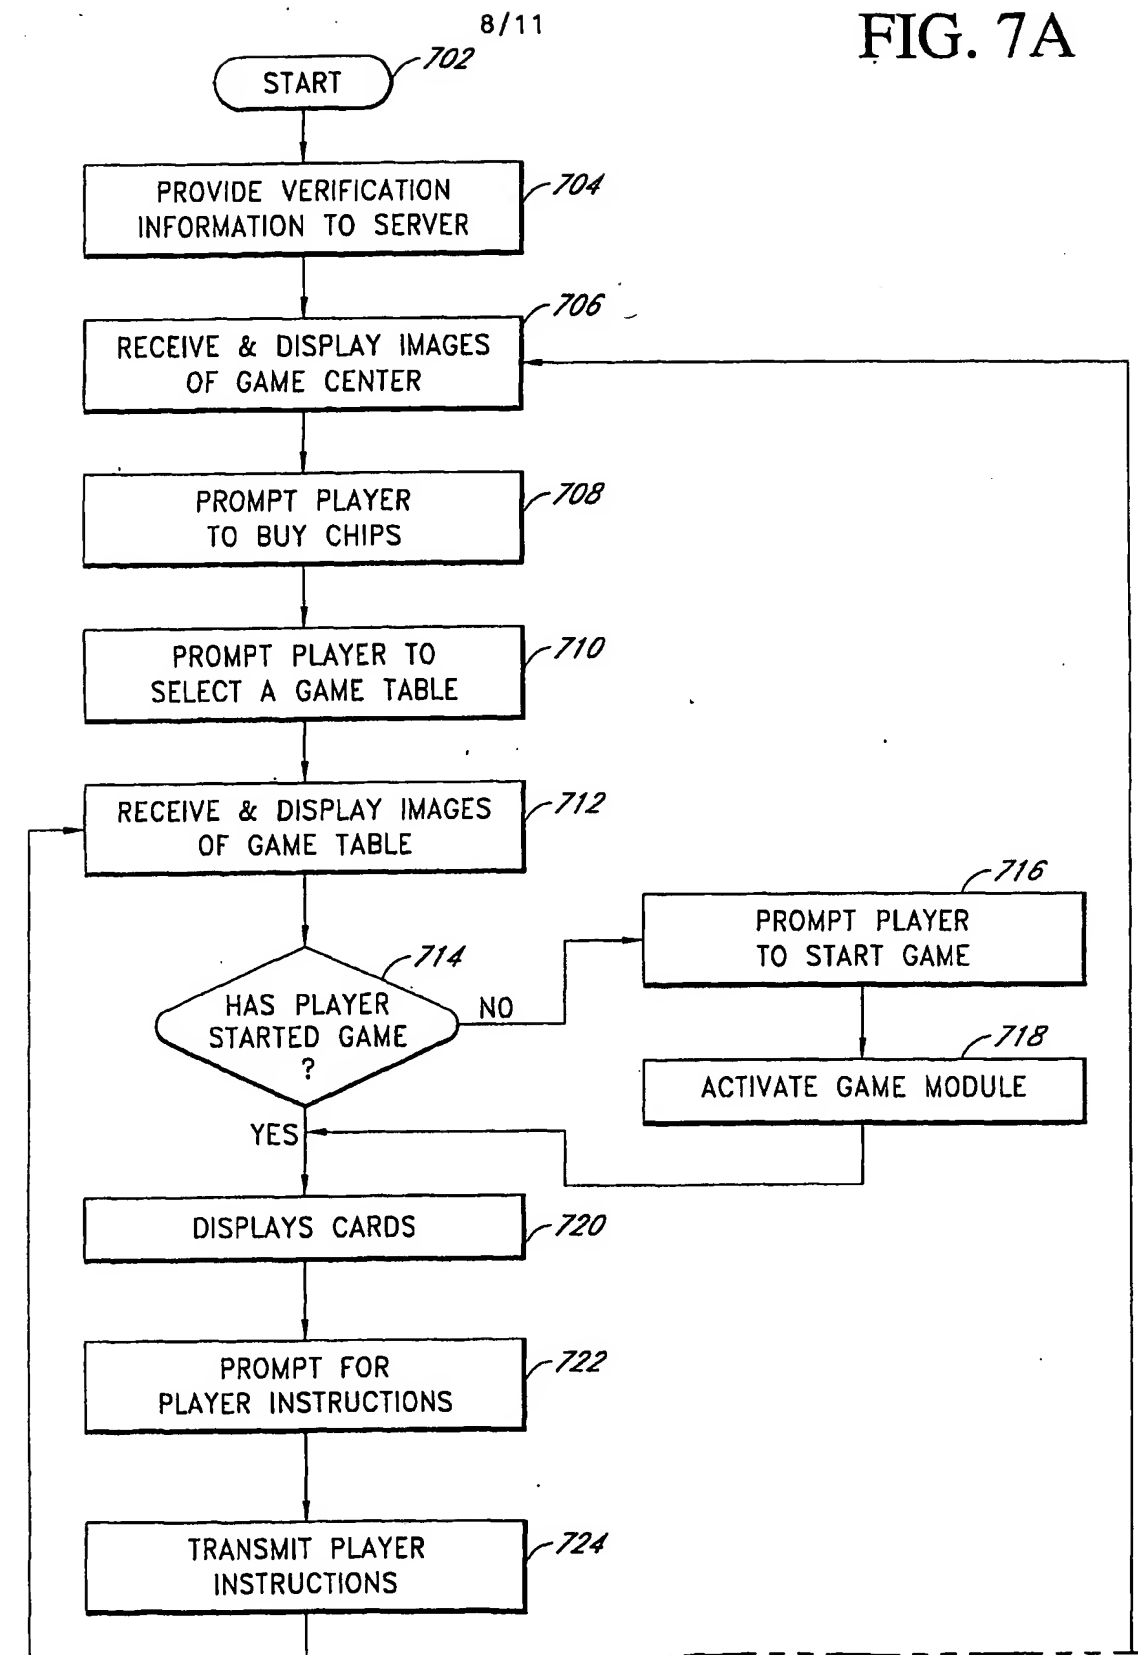 8/11
FIG. 7A
START
702
PROVIDE VERIFICATION
INFORMATION TO SERVER
704
RECEIVE & DISPLAY IMAGES
OF GAME CENTER
706
PROMPT PLAYER
TO BUY CHIPS
708
PROMPT PLAYER TO
SELECT A GAME TABLE
710
RECEIVE & DISPLAY IMAGES
OF GAME TABLE
712
HAS PLAYER
STARTED GAME
?
714
NO
PROMPT PLAYER
TO START GAME
716
ACTIVATE GAME MODULE
718
YES
DISPLAYS CARDS
720
PROMPT FOR
PLAYER INSTRUCTIONS
722
TRANSMIT PLAYER
INSTRUCTIONS
724